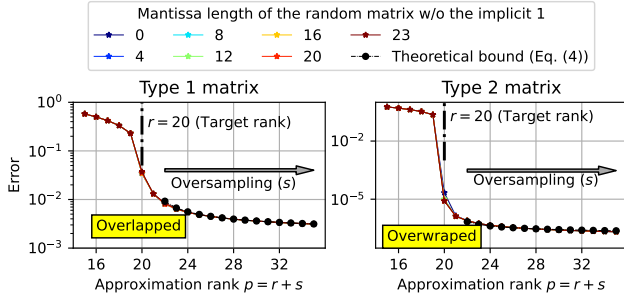 Mantissa length of the random matrix w/o the implicit 1
0 8 16 23
4 12 20 Theoretical bound (Eq. (4))
Type 1 matrix
Error
10⁰
10⁻¹
10⁻²
10⁻³
r = 20 (Target rank)
Oversampling (s)
Overlapped
16 20 24 28 32
Approximation rank p = r + s
Type 2 matrix
10⁻²
10⁻⁵
r = 20 (Target rank)
Oversampling (s)
Overwraped
16 20 24 28 32
Approximation rank p = r + s